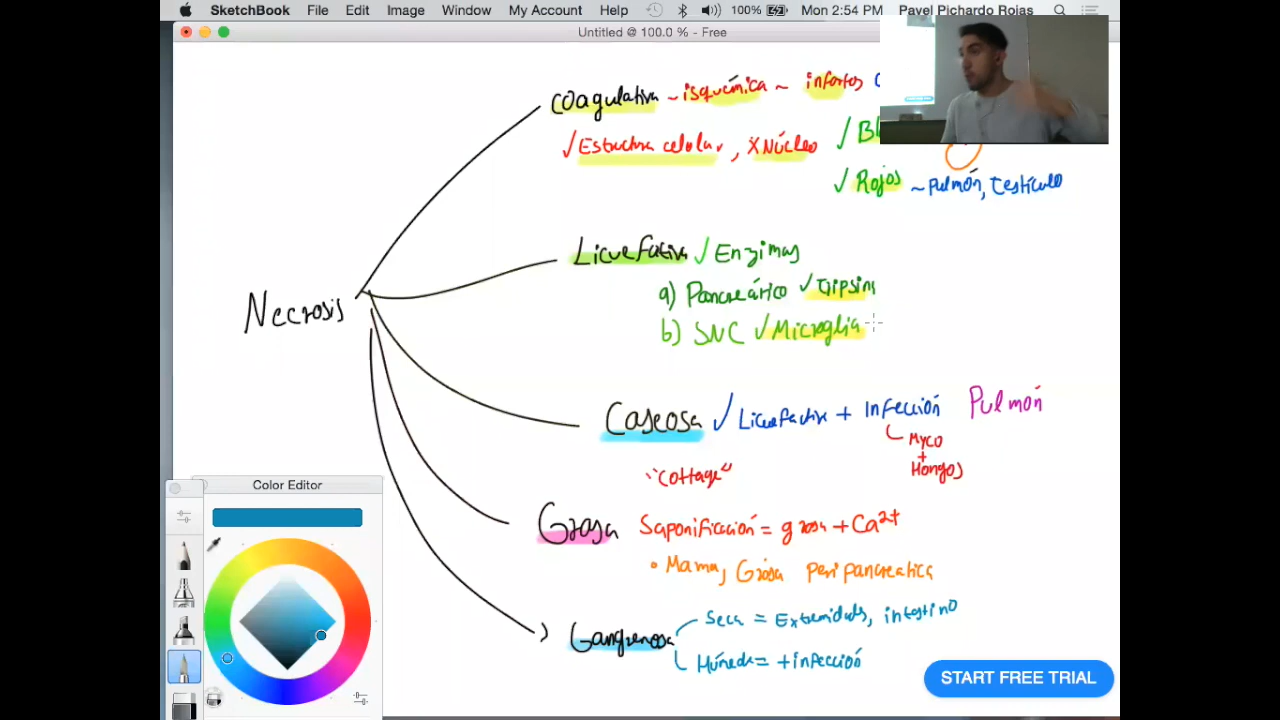 SketchBook File Edit Image Window My Account Help 100% Mon 2:54 PM Pavel Pichardo Rojas
Untitled @ 100.0 % - Free
Coagulativa ~ isquémica ~ infartos
✓ Estructura celular, X Núcleo ✓
✓ Rojos ~ pulmón, testículo
Necrosis
Licuefactiva ✓ Enzimas
a) Pancreático ✓ tripsina
b) SNC ✓ Microglia
Caseosa ✓ Licuefactiva + Infección Pulmón
Myco
+
Hongos
"Cottage"
Grasa Saponificación = grasa + Ca2+
• Mama, Grasa peripancreatica
Gangrenosa
Seca = Extremidades, intestino
Húmeda = + infección
Color Editor
START FREE TRIAL